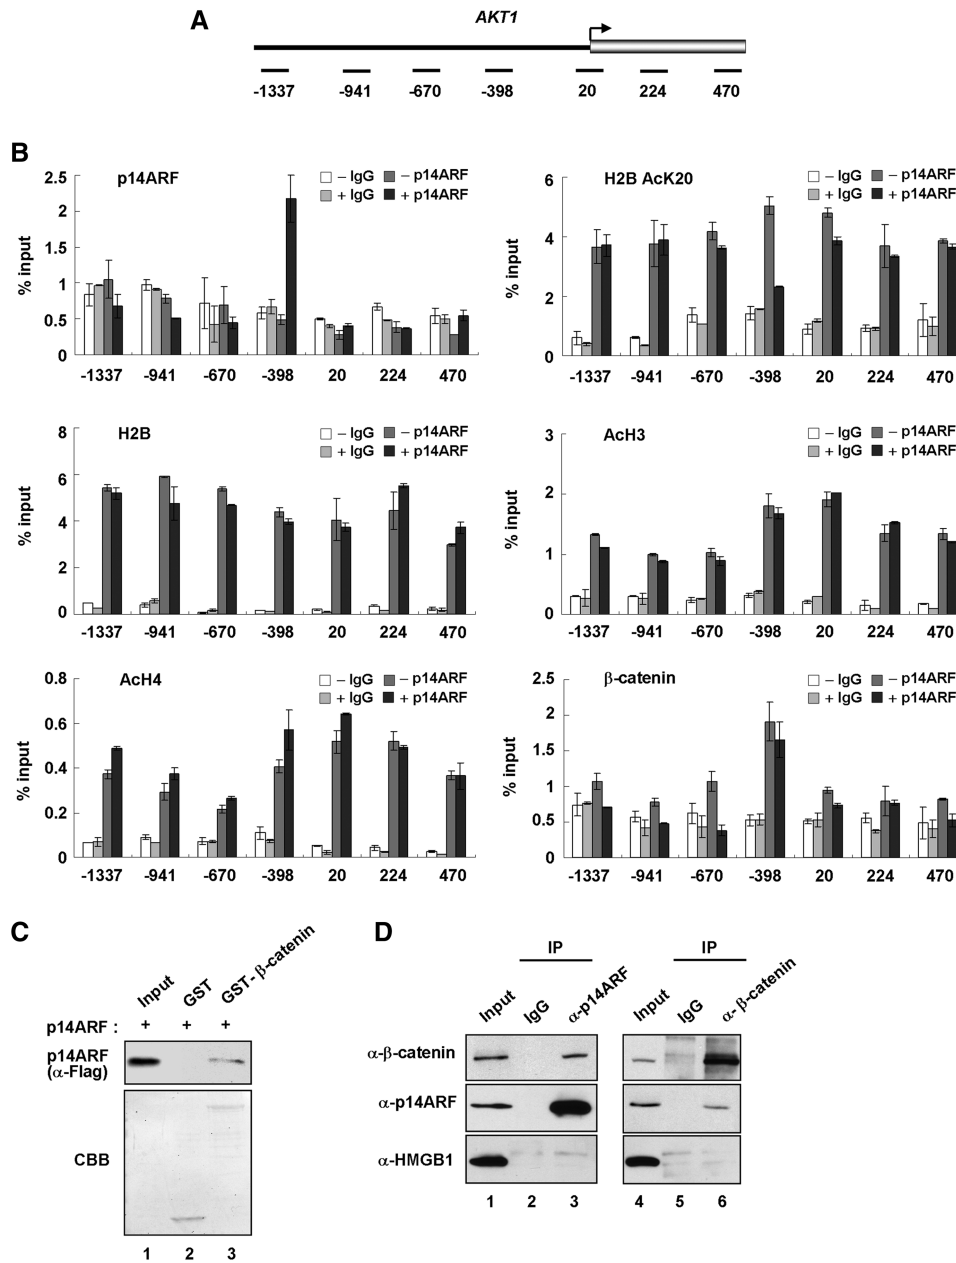 A
AKT1
-1337 -941 -670 -398 20 224 470
B
p14ARF
– IgG – p14ARF
+ IgG + p14ARF
% input
2.5
2
1.5
1
0.5
0
-1337 -941 -670 -398 20 224 470
H2B AcK20
– IgG – p14ARF
+ IgG + p14ARF
% input
6
4
2
0
-1337 -941 -670 -398 20 224 470
H2B
– IgG – p14ARF
+ IgG + p14ARF
% input
8
6
4
2
0
-1337 -941 -670 -398 20 224 470
AcH3
– IgG – p14ARF
+ IgG + p14ARF
% input
3
2
1
0
-1337 -941 -670 -398 20 224 470
AcH4
– IgG – p14ARF
+ IgG + p14ARF
% input
0.8
0.6
0.4
0.2
0
-1337 -941 -670 -398 20 224 470
β-catenin
– IgG – p14ARF
+ IgG + p14ARF
% input
2.5
2
1.5
1
0.5
0
-1337 -941 -670 -398 20 224 470
C
Input GST GST- β-catenin
p14ARF : + + +
p14ARF
(α-Flag)
CBB
1 2 3
D
IP IP
Input IgG α-p14ARF Input IgG α- β-catenin
α-β-catenin
α-p14ARF
α-HMGB1
1 2 3 4 5 6